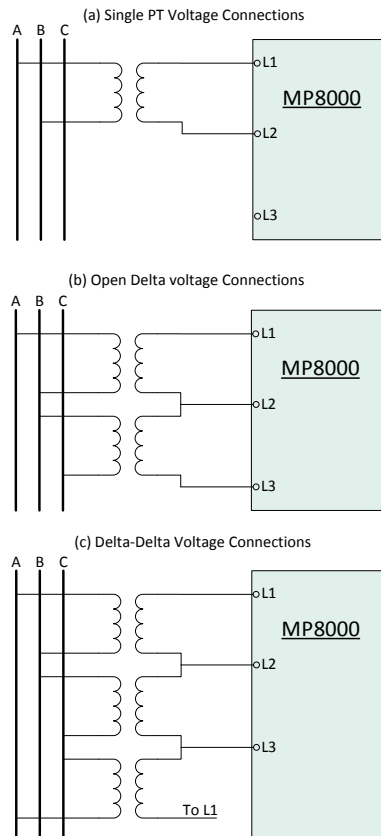 (a) Single PT Voltage Connections
A B C
L1
MP8000
L2
L3
(b) Open Delta voltage Connections
A B C
L1
MP8000
L2
L3
(c) Delta-Delta Voltage Connections
A B C
L1
MP8000
L2
L3
To L1